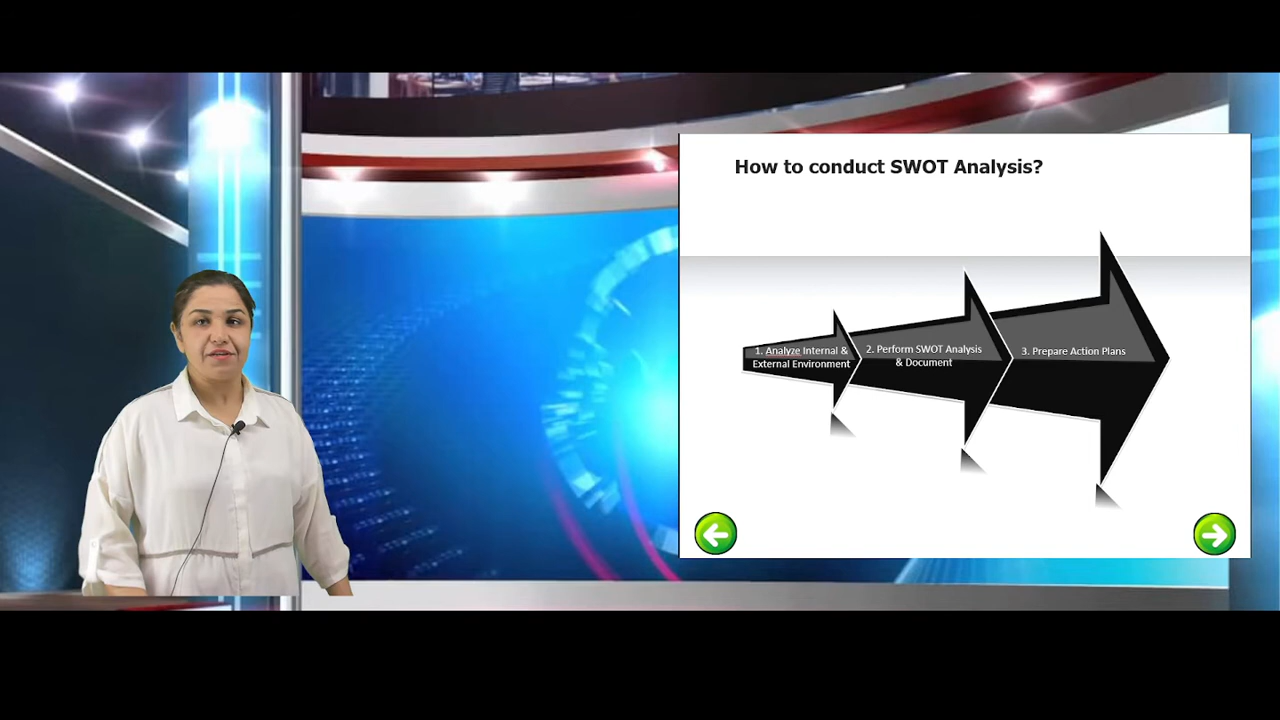 How to conduct SWOT Analysis?
1. Analyze Internal &
External Environment
2. Perform SWOT Analysis
& Document
3. Prepare Action Plans